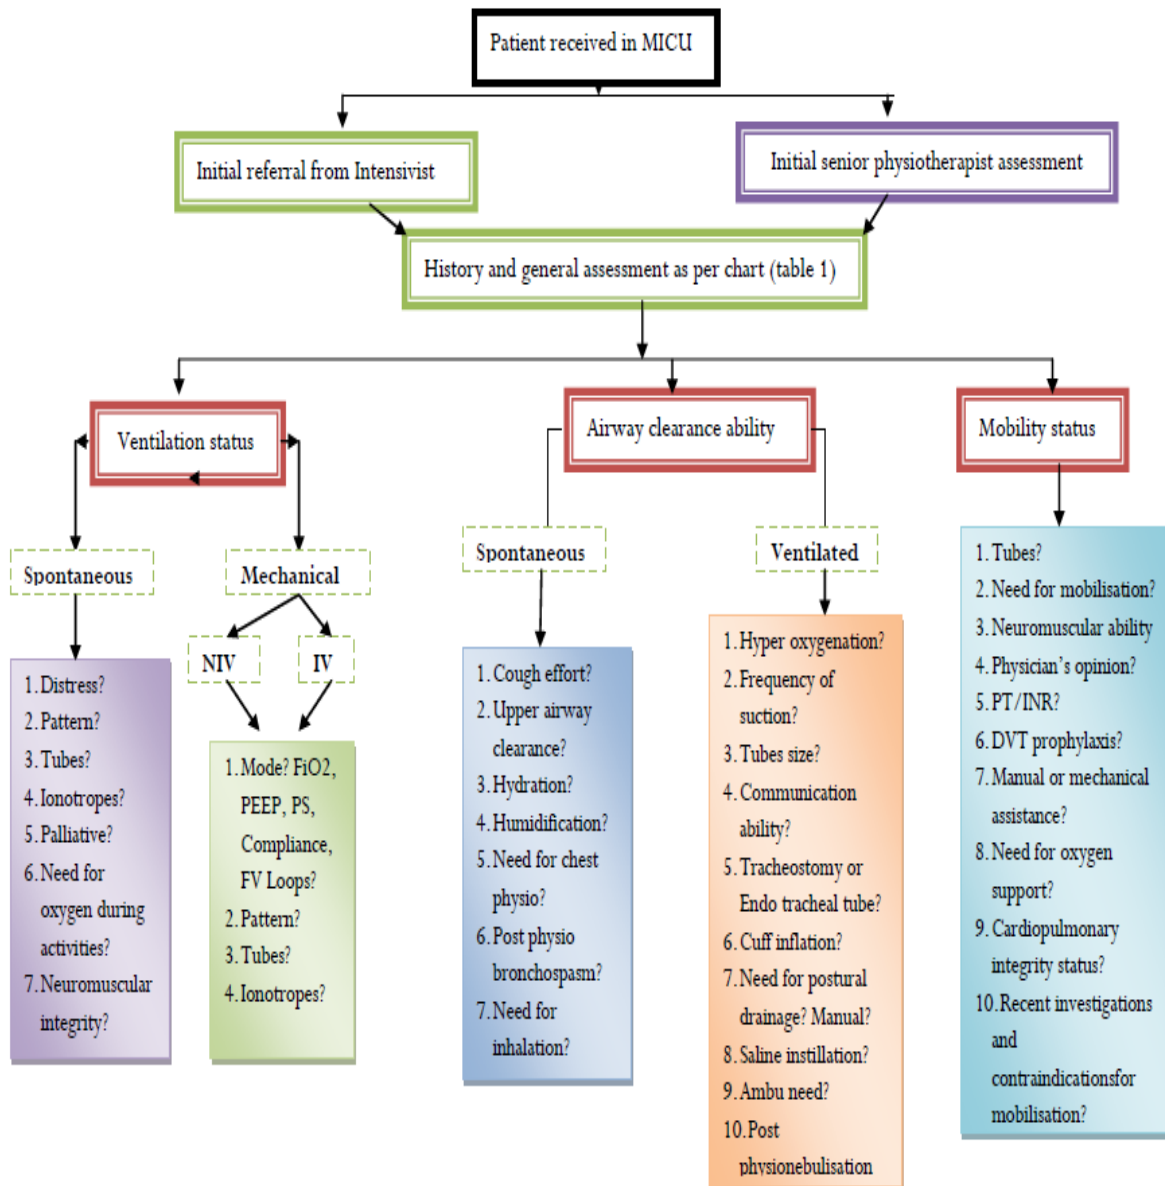 Patient received in MICU
Initial referral from Intensivist
Initial senior physiotherapist assessment
History and general assessment as per chart (table 1)
Ventilation status
Airway clearance ability
Mobility status
Spontaneous
Mechanical
NIV
IV
1. Distress?
2. Pattern?
3. Tubes?
4. Ionotropes?
5. Palliative?
6. Need for
oxygen during
activities?
7. Neuromuscular
integrity?
1. Mode? FiO2,
PEEP, PS,
Compliance,
FV Loops?
2. Pattern?
3. Tubes?
4. Ionotropes?
Spontaneous
Ventilated
1. Cough effort?
2. Upper airway
clearance?
3. Hydration?
4. Humidification?
5. Need for chest
physio?
6. Post physio
bronchospasm?
7. Need for
inhalation?
1. Hyper oxygenation?
2. Frequency of
suction?
3. Tubes size?
4. Communication
ability?
5. Tracheostomy or
Endo tracheal tube?
6. Cuff inflation?
7. Need for postural
drainage? Manual?
8. Saline instillation?
9. Ambu need?
10. Post
physionebulisation
1. Tubes?
2. Need for mobilisation?
3. Neuromuscular ability
4. Physician's opinion?
5. PT/INR?
6. DVT prophylaxis?
7. Manual or mechanical
assistance?
8. Need for oxygen
support?
9. Cardiopulmonary
integrity status?
10. Recent investigations
and
contraindicationsfor
mobilisation?